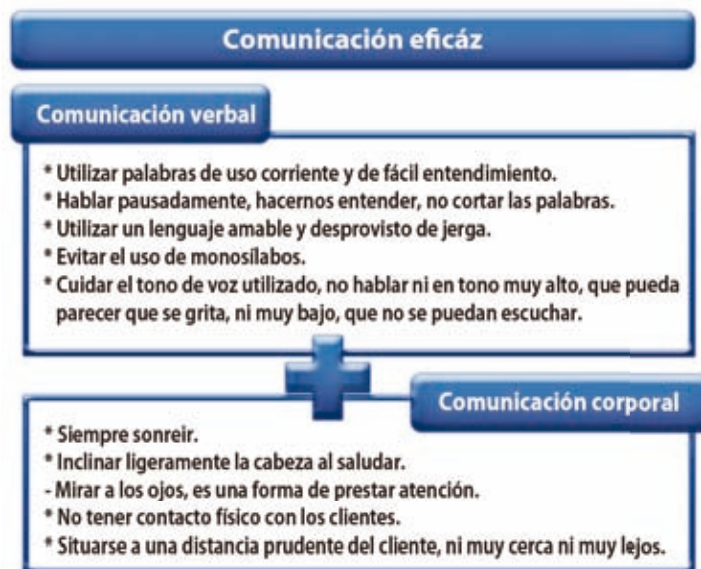 Comunicación eficáz
Comunicación verbal
* Utilizar palabras de uso corriente y de fácil entendimiento.
* Hablar pausadamente, hacernos entender, no cortar las palabras.
* Utilizar un lenguaje amable y desprovisto de jerga.
* Evitar el uso de monosílabos.
* Cuidar el tono de voz utilizado, no hablar ni en tono muy alto, que pueda
parecer que se grita, ni muy bajo, que no se puedan escuchar.
Comunicación corporal
* Siempre sonreir.
* Inclinar ligeramente la cabeza al saludar.
- Mirar a los ojos, es una forma de prestar atención.
* No tener contacto físico con los clientes.
* Situarse a una distancia prudente del cliente, ni muy cerca ni muy lejos.